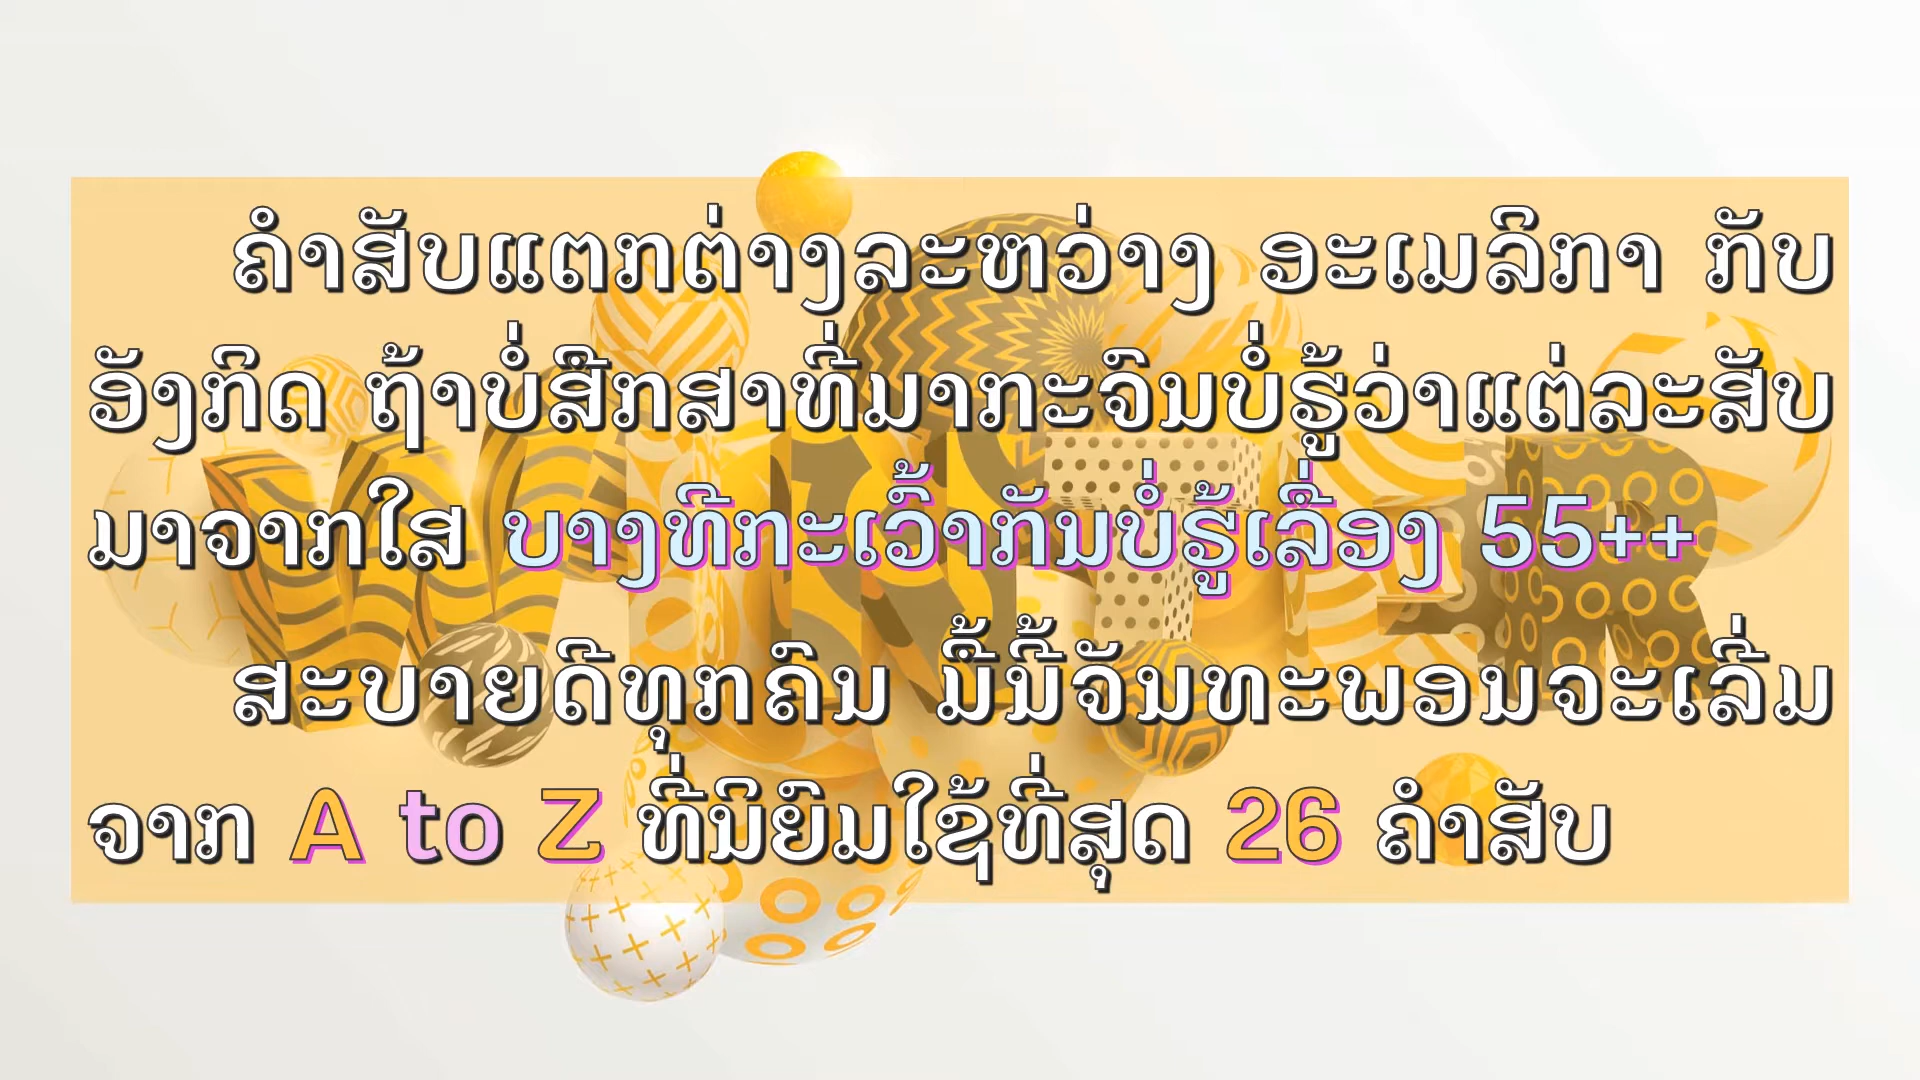 ຄຳສັບແຕກຕ່າງລະຫວ່າງ ອະເມລິກາ ກັບ
ອັງກິດ ຖ້າບໍ່ສຶກສາທີ່ມາກະຈົນບໍ່ຮູ້ວ່າແຕ່ລະສັບ
ມາຈາກໃສ ບາງທີກະເວົ້າກັນບໍ່ຮູ້ເລື່ອງ 55++
ສະບາຍດີທຸກຄົນ ມື້ນີ້ຈັນທະພອນຈະເລີ່ມ
ຈາກ A to Z ທີ່ນິຍົມໃຊ້ທີ່ສຸດ 26 ຄຳສັບ
WINTER